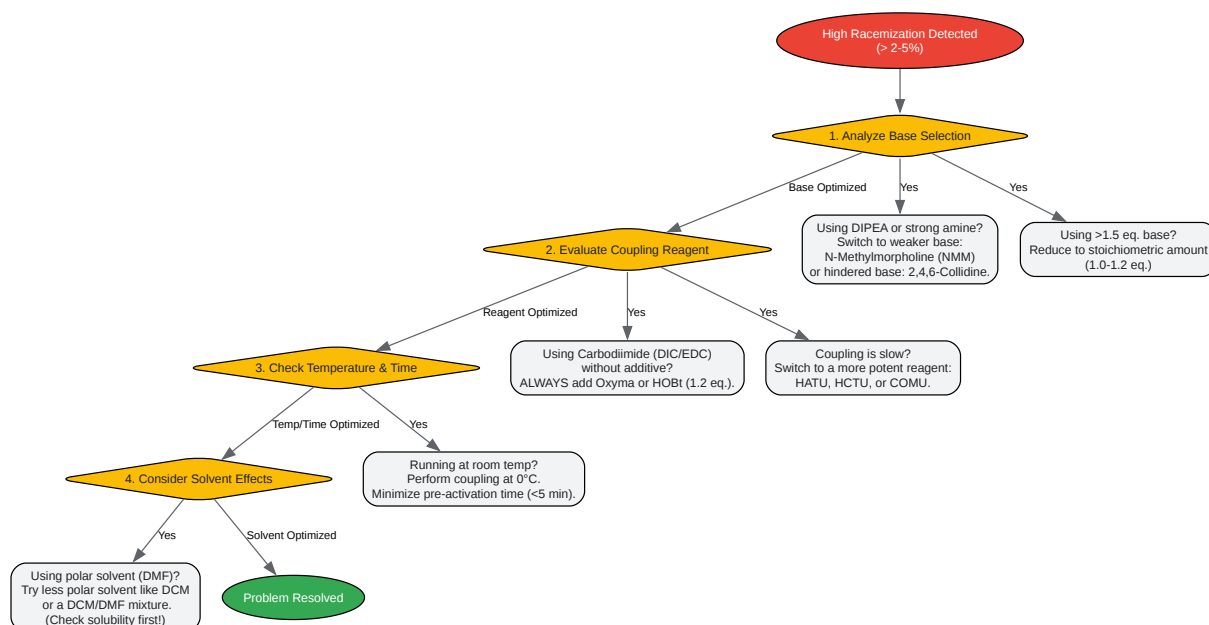 High Racemization Detected
(> 2-5%)
1. Analyze Base Selection
Base Optimized
Yes
Yes
Using DIPEA or strong amine?
Switch to weaker base:
N-Methylmorpholine (NMM)
or hindered base: 2,4,6-Collidine.
Using >1.5 eq. base?
Reduce to stoichiometric amount
(1.0-1.2 eq.)
2. Evaluate Coupling Reagent
Reagent Optimized
Yes
Yes
Using Carbodiimide (DIC/EDC)
without additive?
ALWAYS add Oxyma or HOBt (1.2 eq.).
Coupling is slow?
Switch to a more potent reagent:
HATU, HCTU, or COMU.
3. Check Temperature & Time
Temp/Time Optimized
Yes
Running at room temp?
Perform coupling at 0°C.
Minimize pre-activation time (<5 min).
4. Consider Solvent Effects
Yes
Solvent Optimized
Using polar solvent (DMF)?
Try less polar solvent like DCM
or a DCM/DMF mixture.
(Check solubility first!)
Problem Resolved